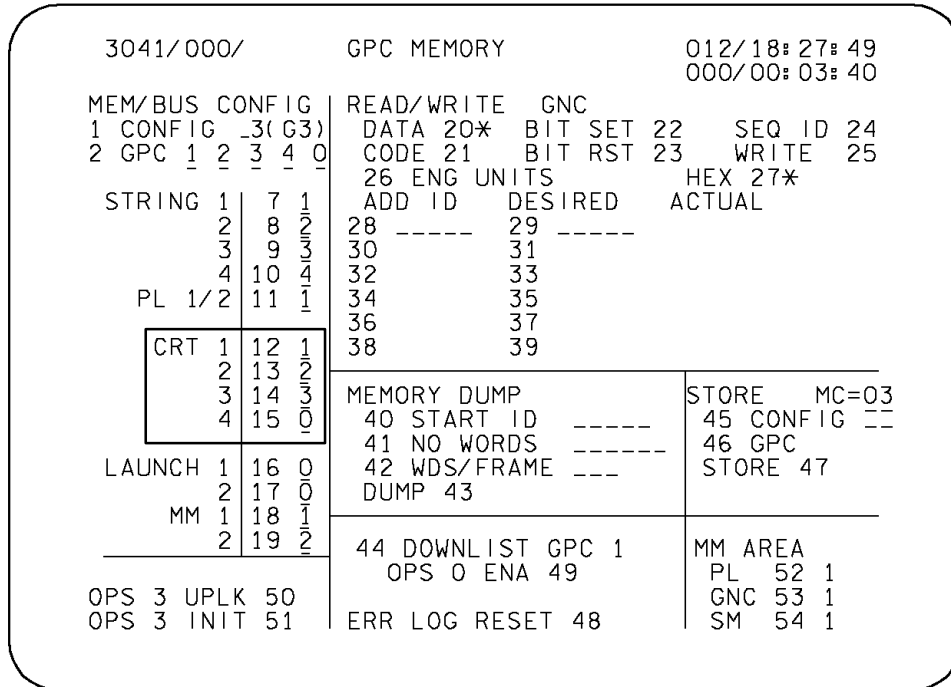 3041/000/ GPC MEMORY 012/18:27:49
000/00:03:40
MEM/BUS CONFIG READ/WRITE GNC
1 CONFIG _3(G3) DATA 20* BIT SET 22 SEQ ID 24
2 GPC 1 2 3 4 0 CODE 21 BIT RST 23 WRITE 25
26 ENG UNITS HEX 27*
STRING 1 7 1 ADD ID DESIRED ACTUAL
2 8 2 28 _____ 29 _____
3 9 3 30 31
4 10 4 32 33
PL 1/2 11 1 34 35
36 37
CRT 1 12 1 38 39
2 13 2
3 14 3 MEMORY DUMP STORE MC=03
4 15 0 40 START ID _____ 45 CONFIG __
41 NO WORDS ______ 46 GPC
LAUNCH 1 16 0 42 WDS/FRAME ___ STORE 47
2 17 0 DUMP 43
MM 1 18 1
2 19 2 44 DOWNLIST GPC 1 MM AREA
OPS 0 ENA 49 PL 52 1
OPS 3 UPLK 50 GNC 53 1
OPS 3 INIT 51 ERR LOG RESET 48 SM 54 1